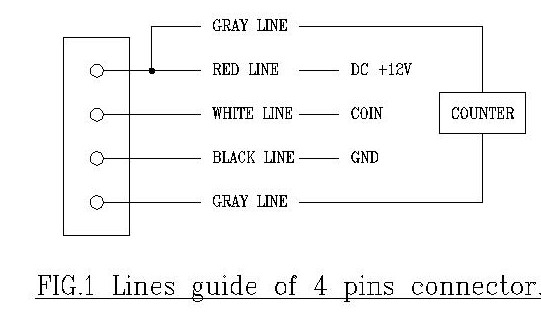 GRAY LINE
RED LINE DC +12V
WHITE LINE COIN
COUNTER
BLACK LINE GND
GRAY LINE
FIG.1 Lines guide of 4 pins connector.